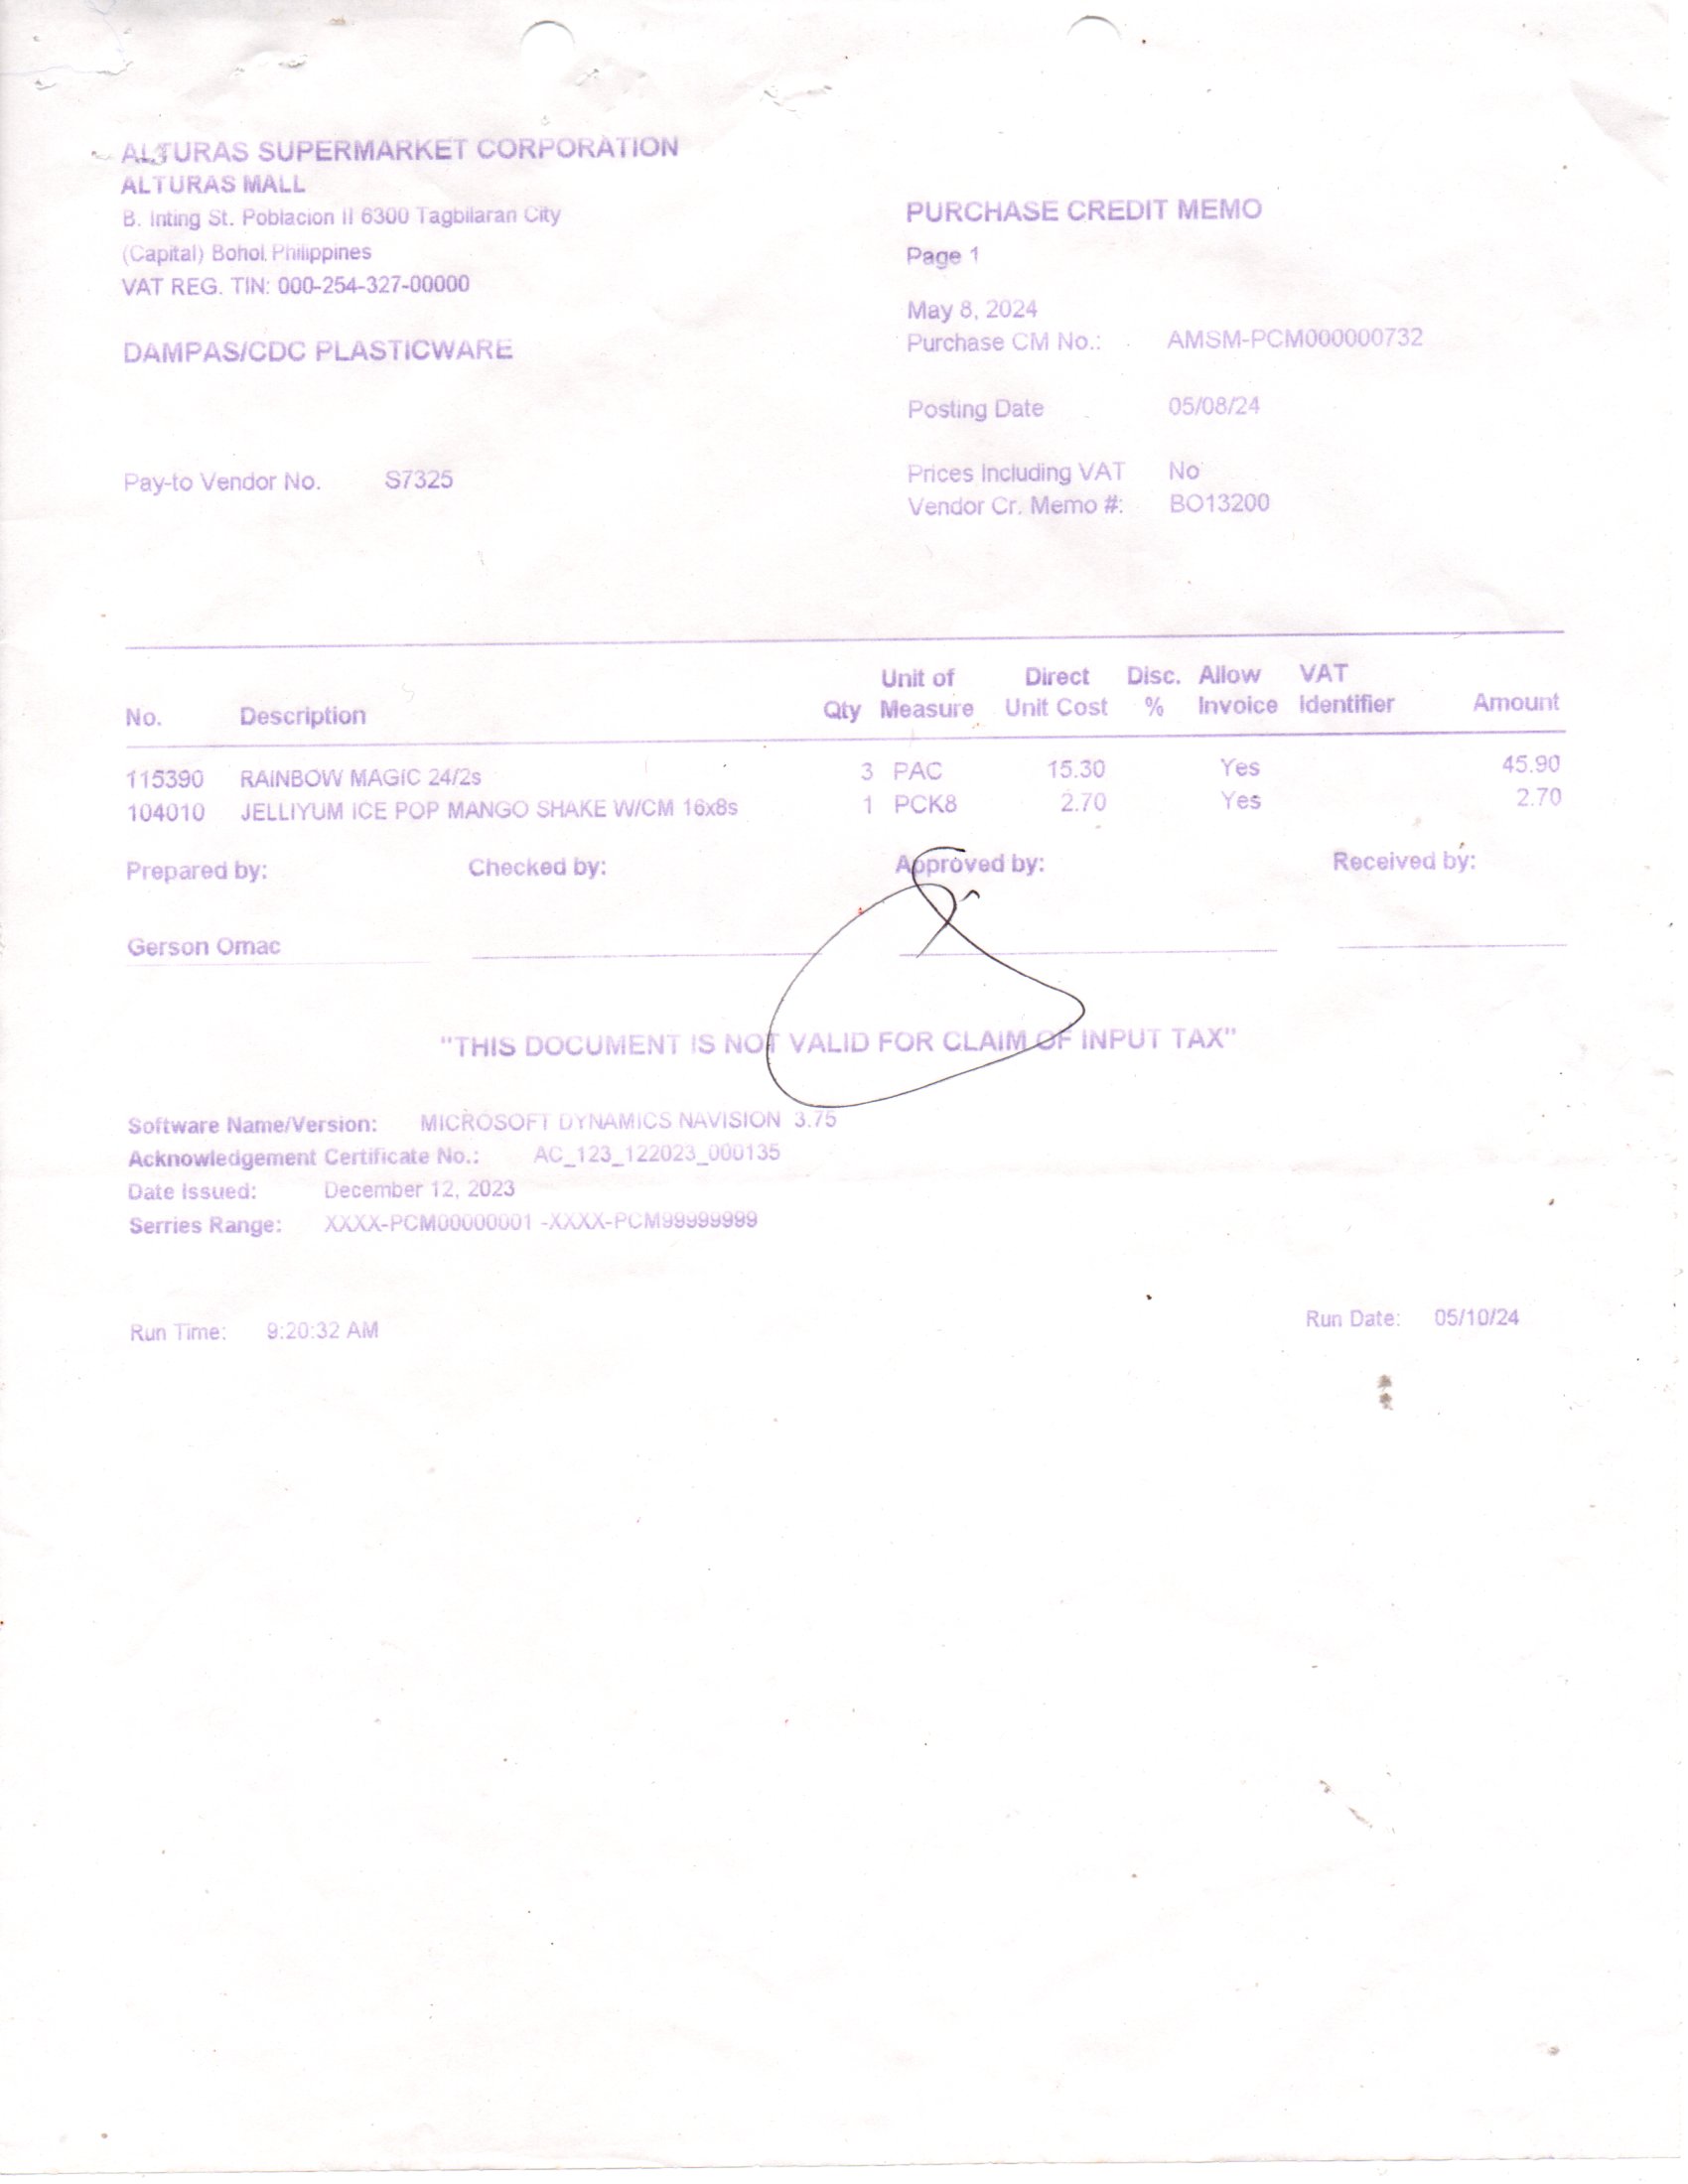 ALTURAS SUPERMARKET CORPORATION
ALTURAS MALL
B. Inting St. Poblacion II 6300 Tagbilaran City
(Capital) Bohol, Philippines
VAT REG. TIN: 000-254-327-00000
DAMPAS/CDC PLASTICWARE
Pay-to Vendor No. S7325
PURCHASE CREDIT MEMO
Page 1
May 8, 2024
Purchase CM No.: AMSM-PCM000000732
Posting Date 05/08/24
Prices Including VAT No
Vendor Cr. Memo #: BO13200
No. Description Qty Unit of Measure Direct Unit Cost Disc. % Allow Invoice VAT Identifier Amount
115390 RAINBOW MAGIC 24/2s 3 PAC 15.30 Yes 45.90
104010 JELLIYUM ICE POP MANGO SHAKE W/CM 16x8s 1 PCK8 2.70 Yes 2.70
Prepared by: Checked by: Approved by: Received by:
Gerson Omac
"THIS DOCUMENT IS NOT VALID FOR CLAIM OF INPUT TAX"
Software Name/Version: MICROSOFT DYNAMICS NAVISION 3.75
Acknowledgement Certificate No.: AC_123_122023_000135
Date Issued: December 12, 2023
Serries Range: XXXX-PCM00000001 -XXXX-PCM99999999
Run Time: 9:20:32 AM Run Date: 05/10/24